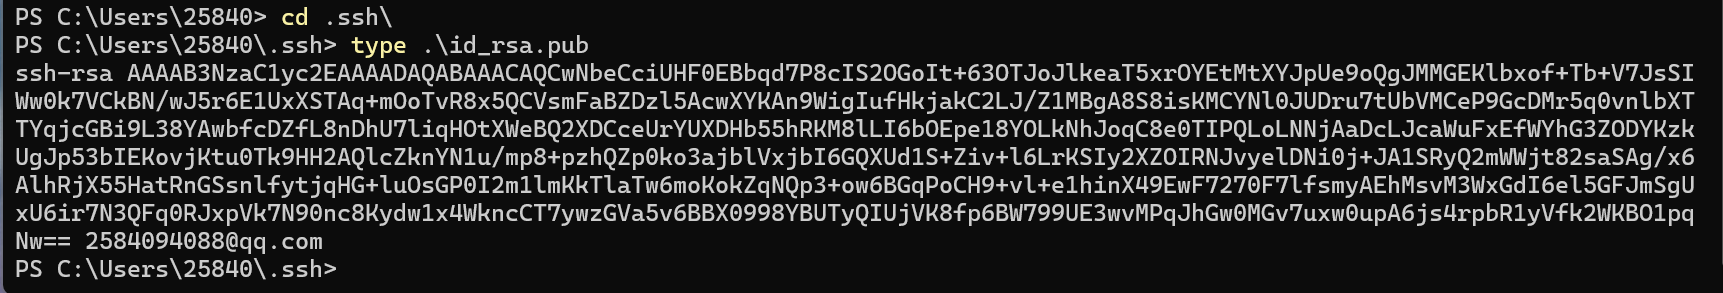 PS C:\Users\25840> cd .ssh\
PS C:\Users\25840\.ssh> type .\id_rsa.pub
ssh-rsa AAAAB3NzaC1yc2EAAAADAQABAAACAQCwNbeCciUHF0EBbqd7P8cIS2OGoIt+63OTJoJlkeaT5xrOYEtMtXYJpUe9oQgJMMGEKlbxof+Tb+V7JsSI
Ww0k7VCkBN/wJ5r6E1UxXSTAq+mOoTvR8x5QCVsmFaBZDzl5AcwXYKAn9WigIufHkjakC2LJ/Z1MBgA8S8isKMCYNl0JUDru7tUbVMCeP9GcDMr5q0vnlbXT
TYqjcGBi9L38YAwbfcDZfL8nDhU7liqHOtXWeBQ2XDCceUrYUXDHb55hRKM8lLI6bOEpe18YOLkNhJoqC8e0TIPQLoLNNjAaDcLJcaWuFxEfWYhG3ZODYKzk
UgJp53bIEKovjKtu0Tk9HH2AQlcZknYN1u/mp8+pzhQZp0ko3ajblVxjbI6GQXUd1S+Ziv+l6LrKSIy2XZOIRNJvyelDNi0j+JA1SRyQ2mWWjt82saSAg/x6
AlhRjX55HatRnGSsnlfytjqHG+luOsGP0I2m1lmKkTlaTw6moKokZqNQp3+ow6BGqPoCH9+vl+e1hinX49EwF7270F7lfsmyAEhMsvM3WxGdI6el5GFJmSgU
xU6ir7N3QFq0RJxpVk7N90nc8Kydw1x4WkncCT7ywzGVa5v6BBX0998YBUTyQIUjVK8fp6BW799UE3wvMPqJhGw0MGv7uxw0upA6js4rpbR1yVfk2WKBO1pq
Nw== 2584094088@qq.com
PS C:\Users\25840\.ssh>